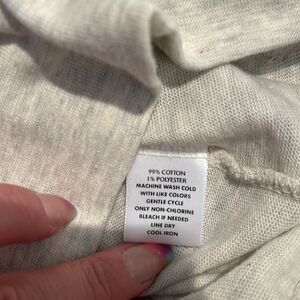 99% COTTON
1% POLYESTER
MACHINE WASH COLD
WITH LIKE COLORS
GENTLE CYCLE
ONLY NON-CHLORINE
BLEACH IF NEEDED
LINE DRY
COOL IRON